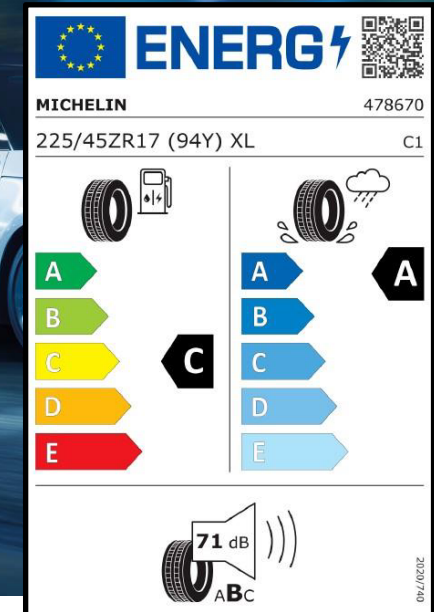 ENERG
MICHELIN 478670
225/45ZR17 (94Y) XL C1
A A A
B B
C C C
D D
E E
71 dB
ABC
2020/740